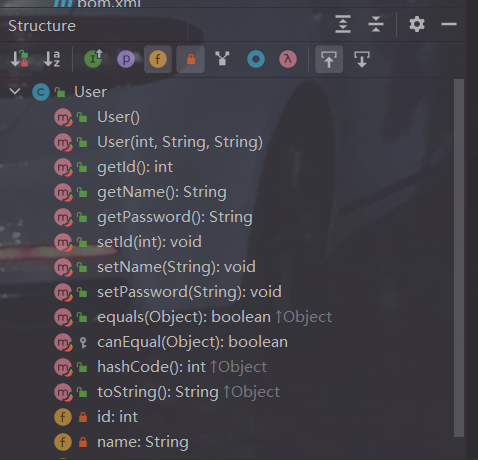 bom.xml
Structure
User
User()
User(int, String, String)
getId(): int
getName(): String
getPassword(): String
setId(int): void
setName(String): void
setPassword(String): void
equals(Object): boolean ↑Object
canEqual(Object): boolean
hashCode(): int ↑Object
toString(): String ↑Object
id: int
name: String